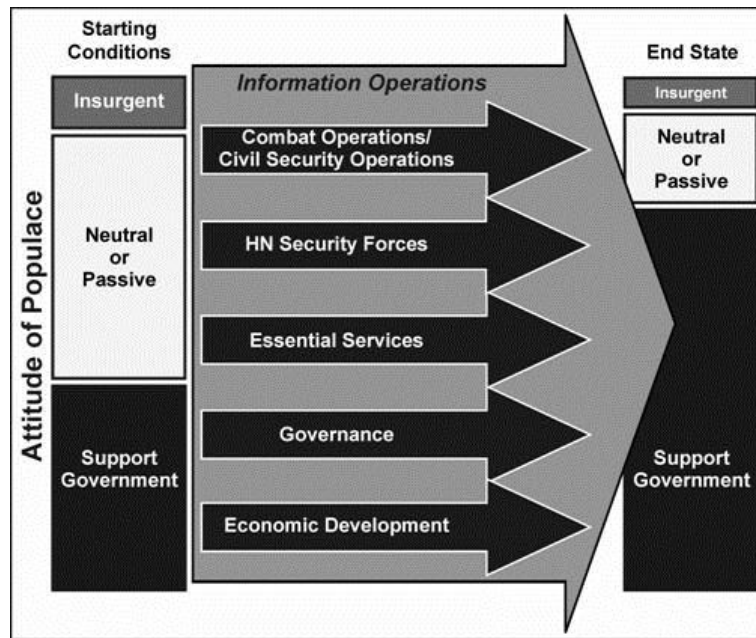 Attitude of Populace
Starting
Conditions
Insurgent
Neutral
or
Passive
Support
Government
Information Operations
Combat Operations/
Civil Security Operations
HN Security Forces
Essential Services
Governance
Economic Development
End State
Insurgent
Neutral
or
Passive
Support
Government